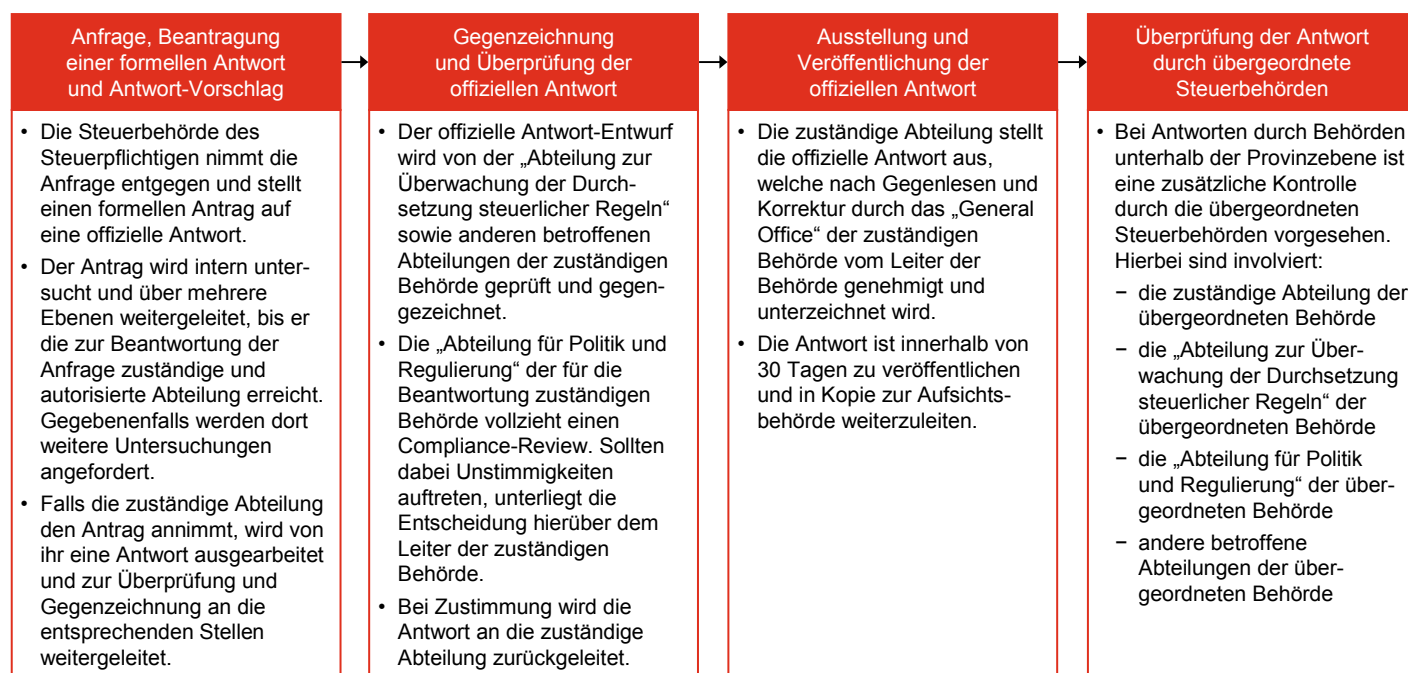 Anfrage, Beantragung
einer formellen Antwort
und Antwort-Vorschlag
• Die Steuerbehörde des
Steuerpflichtigen nimmt die
Anfrage entgegen und stellt
einen formellen Antrag auf
eine offizielle Antwort.
• Der Antrag wird intern unter-
sucht und über mehrere
Ebenen weitergeleitet, bis er
die zur Beantwortung der
Anfrage zuständige und
autorisierte Abteilung erreicht.
Gegebenenfalls werden dort
weitere Untersuchungen
angefordert.
• Falls die zuständige Abteilung
den Antrag annimmt, wird von
ihr eine Antwort ausgearbeitet
und zur Überprüfung und
Gegenzeichnung an die
entsprechenden Stellen
weitergeleitet.
Gegenzeichnung
und Überprüfung der
offiziellen Antwort
• Der offizielle Antwort-Entwurf
wird von der „Abteilung zur
Überwachung der Durch-
setzung steuerlicher Regeln“
sowie anderen betroffenen
Abteilungen der zuständigen
Behörde geprüft und gegen-
gezeichnet.
• Die „Abteilung für Politik und
Regulierung“ der für die
Beantwortung zuständigen
Behörde vollzieht einen
Compliance-Review. Sollten
dabei Unstimmigkeiten
auftreten, unterliegt die
Entscheidung hierüber dem
Leiter der zuständigen
Behörde.
• Bei Zustimmung wird die
Antwort an die zuständige
Abteilung zurückgeleitet.
Ausstellung und
Veröffentlichung der
offiziellen Antwort
• Die zuständige Abteilung stellt
die offizielle Antwort aus,
welche nach Gegenlesen und
Korrektur durch das „General
Office“ der zuständigen
Behörde vom Leiter der
Behörde genehmigt und
unterzeichnet wird.
• Die Antwort ist innerhalb von
30 Tagen zu veröffentlichen
und in Kopie zur Aufsichts-
behörde weiterzuleiten.
Überprüfung der Antwort
durch übergeordnete
Steuerbehörden
• Bei Antworten durch Behörden
unterhalb der Provinzebene ist
eine zusätzliche Kontrolle
durch die übergeordneten
Steuerbehörden vorgesehen.
Hierbei sind involviert:
– die zuständige Abteilung der
übergeordneten Behörde
– die „Abteilung zur Über-
wachung der Durchsetzung
steuerlicher Regeln“ der
übergeordneten Behörde
– die „Abteilung für Politik
und Regulierung“ der über-
geordneten Behörde
– andere betroffene
Abteilungen der über-
geordneten Behörde